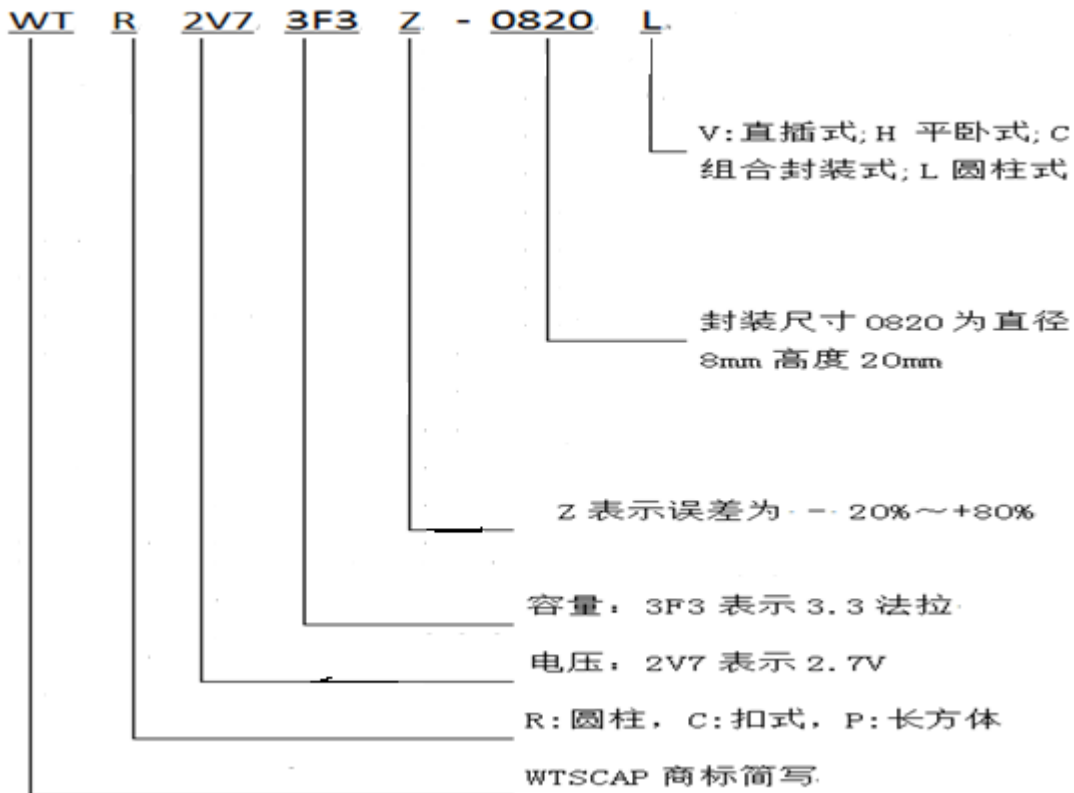 WT R 2V7 3F3 Z - 0820 L
V:直插式;H 平卧式;C
组合封装式;L 圆柱式
封装尺寸 0820 为直径
8mm 高度 20mm
Z 表示误差为 - 20%～+80%
容量：3F3 表示 3.3 法拉
电压：2V7 表示 2.7V
R:圆柱，C:扣式，P:长方体
WTSCAP 商标简写